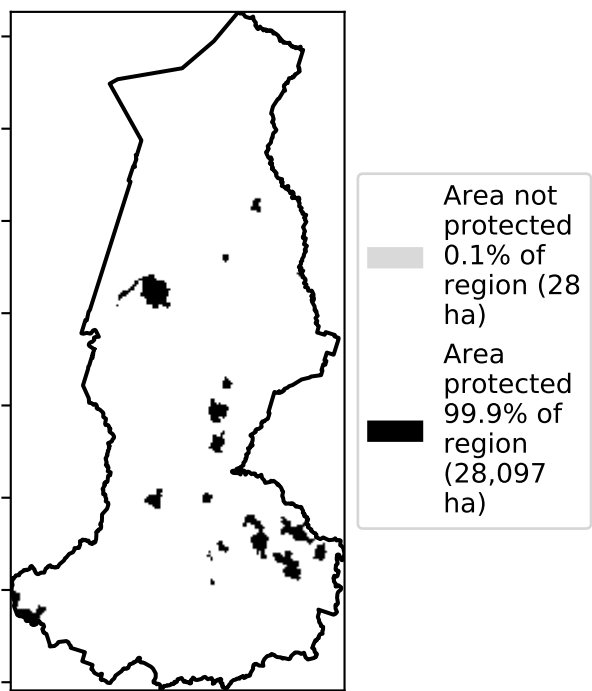 Area not
protected
0.1% of
region (28
ha)
Area
protected
99.9% of
region
(28,097
ha)